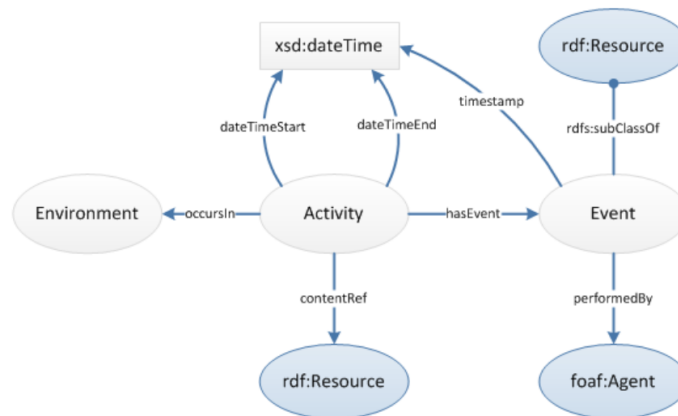 xsd:dateTime
rdf:Resource
timestamp
dateTimeStart
dateTimeEnd
rdfs:subClassOf
Environment
occursIn
Activity
hasEvent
Event
contentRef
performedBy
rdf:Resource
foaf:Agent